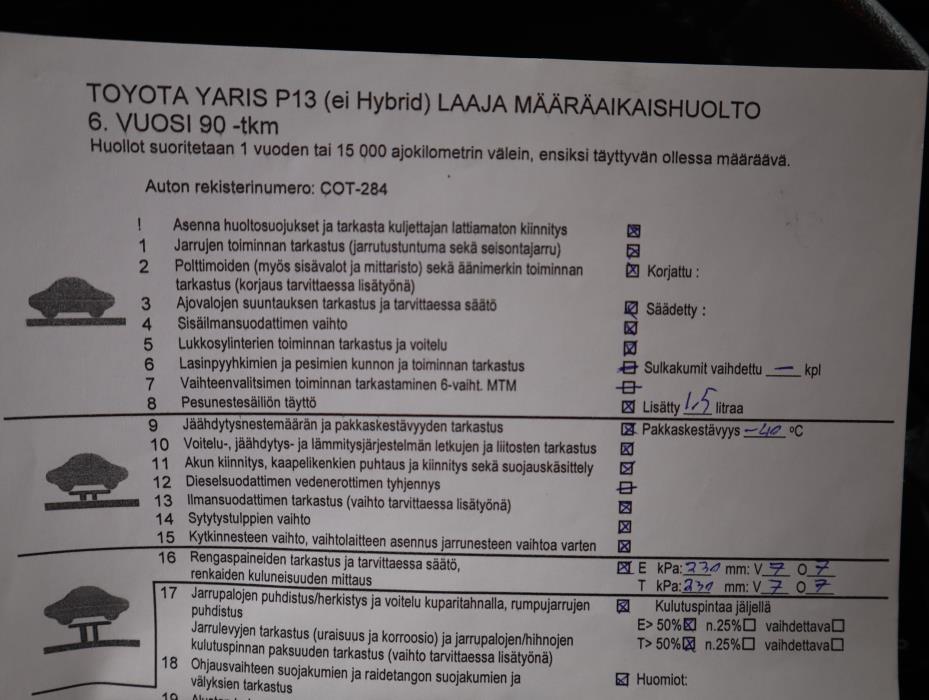 TOYOTA YARIS P13 (ei Hybrid) LAAJA MÄÄRÄAIKAISHUOLTO
6. VUOSI 90 -tkm
Huollot suoritetaan 1 vuoden tai 15 000 ajokilometrin välein, ensiksi täyttyvän ollessa määräävä.
Auton rekisterinumero: COT-284
! Asenna huoltosuojukset ja tarkasta kuljettajan lattiamaton kiinnitys
1 Jarrujen toiminnan tarkastus (jarrutustuntuma sekä seisontajarru)
2 Polttimoiden (myös sisävalot ja mittaristo) sekä äänimerkin toiminnan Korjattu :
tarkastus (korjaus tarvittaessa lisätyönä)
3 Ajovalojen suuntauksen tarkastus ja tarvittaessa säätö Säädetty :
4 Sisäilmansuodattimen vaihto
5 Lukkosylinterien toiminnan tarkastus ja voitelu
6 Lasinpyyhkimien ja pesimien kunnon ja toiminnan tarkastus Sulkakumit vaihdettu — kpl
7 Vaihteenvalitsimen toiminnan tarkastaminen 6-vaiht. MTM
8 Pesunestesäiliön täyttö Lisätty 1,5 litraa
9 Jäähdytysnestemäärän ja pakkaskestävyyden tarkastus Pakkaskestävyys -40 ºC
10 Voitelu-, jäähdytys- ja lämmitysjärjestelmän letkujen ja liitosten tarkastus
11 Akun kiinnitys, kaapelikenkien puhtaus ja kiinnitys sekä suojauskäsittely
12 Dieselsuodattimen vedenerottimen tyhjennys
13 Ilmansuodattimen tarkastus (vaihto tarvittaessa lisätyönä)
14 Sytytystulppien vaihto
15 Kytkinnesteen vaihto, vaihtolaitteen asennus jarrunesteen vaihtoa varten
16 Rengaspaineiden tarkastus ja tarvittaessa säätö, E kPa: 230 mm: V 7 O 7
renkaiden kuluneisuuden mittaus T kPa: 230 mm: V 7 O 7
17 Jarrupalojen puhdistus/herkistys ja voitelu kuparitahnalla, rumpujarrujen Kulutuspintaa jäljellä
puhdistus E> 50% n.25% vaihdettava
Jarrulevyjen tarkastus (uraisuus ja korroosio) ja jarrupalojen/hihnojen T> 50% n.25% vaihdettava
kulutuspinnan paksuuden tarkastus (vaihto tarvittaessa lisätyönä)
18 Ohjausvaihteen suojakumien ja raidetangon suojakumien ja Huomiot:
välyksien tarkastus
19